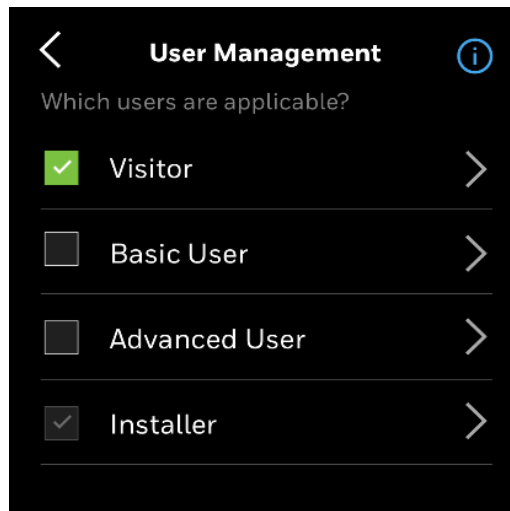 User Management
Which users are applicable?
Visitor
Basic User
Advanced User
Installer